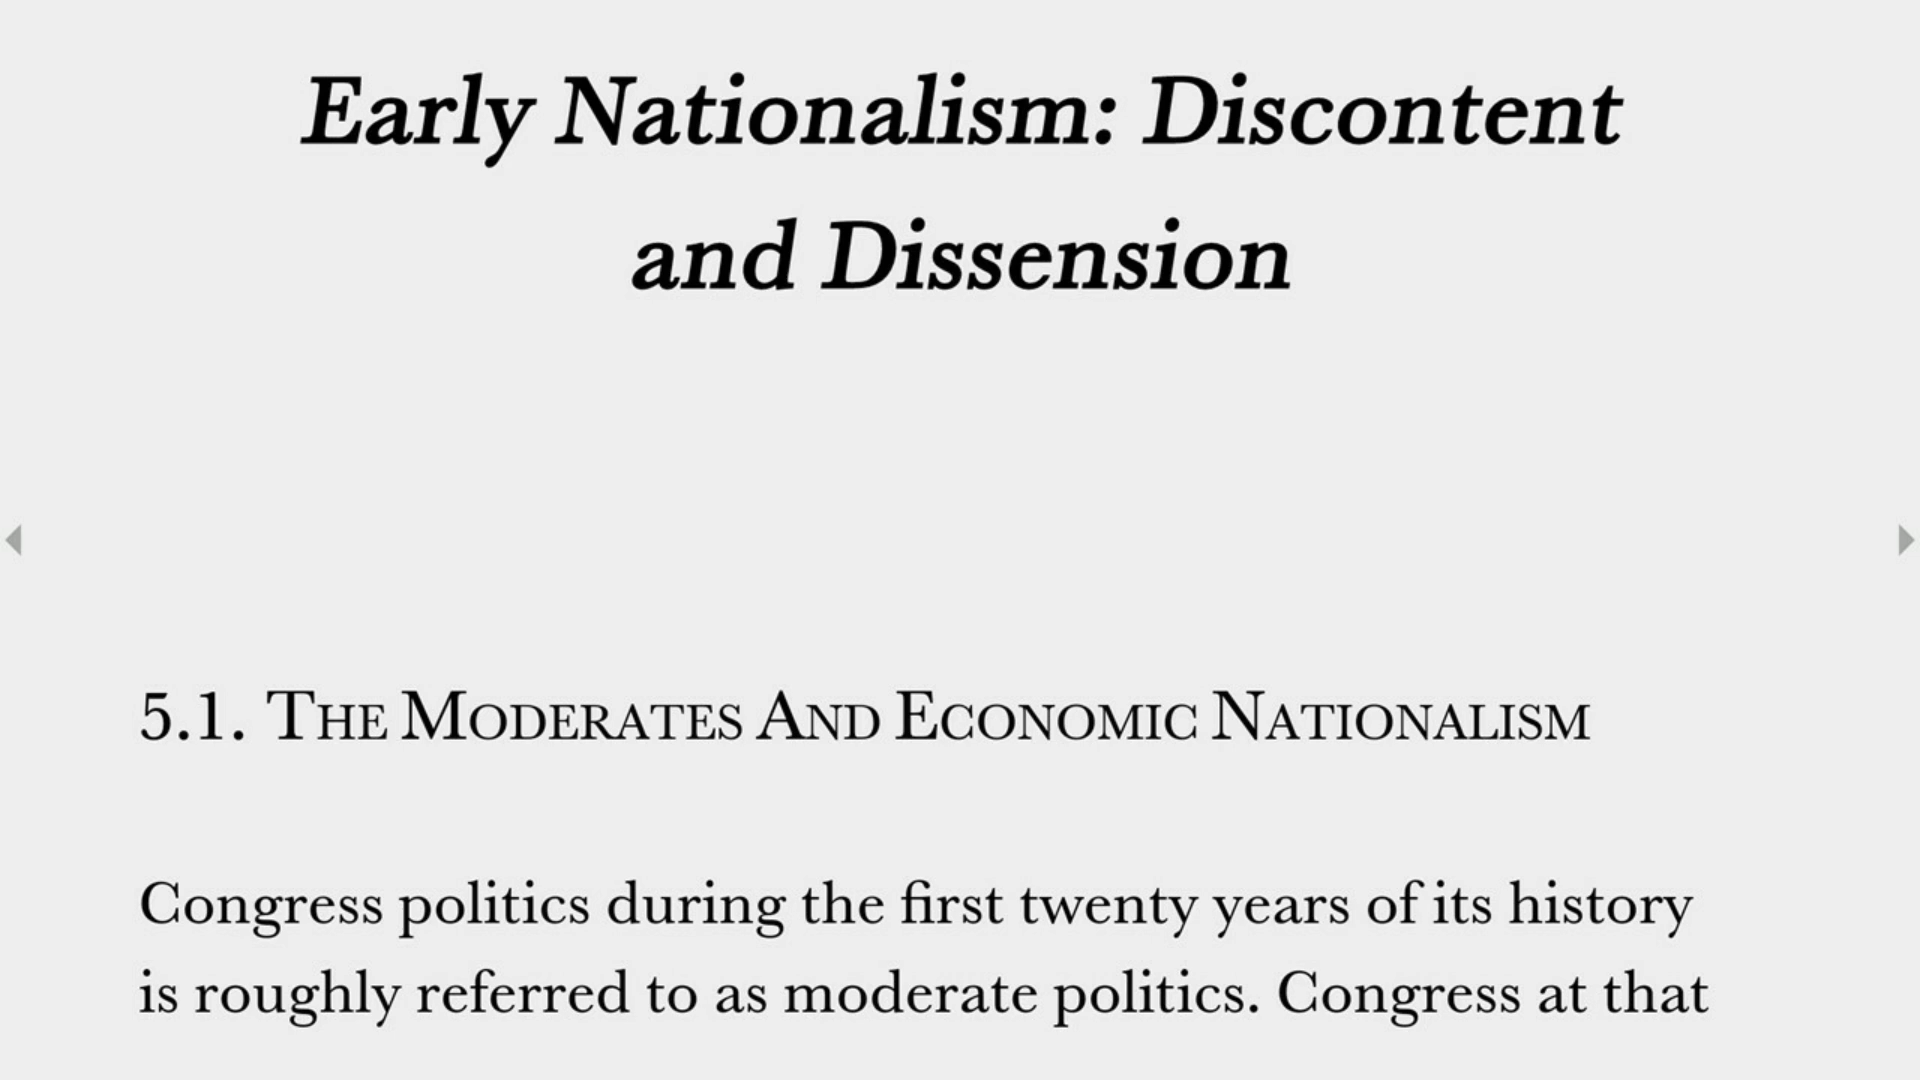 Early Nationalism: Discontent
and Dissension
5.1. The Moderates And Economic Nationalism
Congress politics during the first twenty years of its history
is roughly referred to as moderate politics. Congress at that